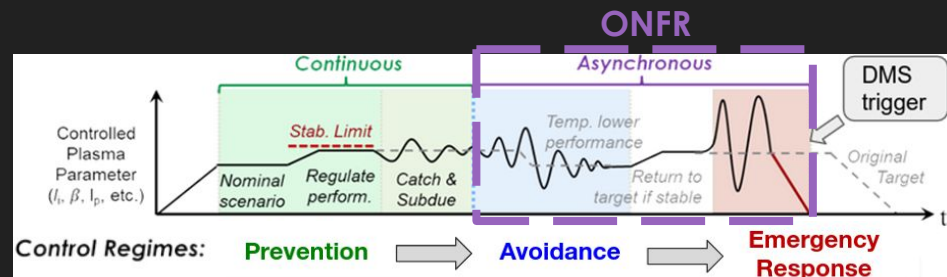 ONFR
Continuous
Asynchronous
DMS
trigger
Controlled
Plasma
Parameter
(lᵢ, β, Iₚ, etc.)
Stab. Limit
Nominal
scenario
Regulate
perform.
Catch &
Subdue
Temp. lower
performance
Return to
target if stable
Original
Target
t
Control Regimes:
Prevention
Avoidance
Emergency
Response